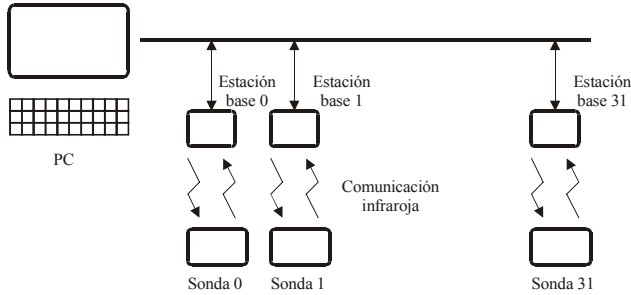 Estación
base 0
Estación
base 1
Estación
base 31
PC
Comunicación
infraroja
Sonda 0
Sonda 1
Sonda 31